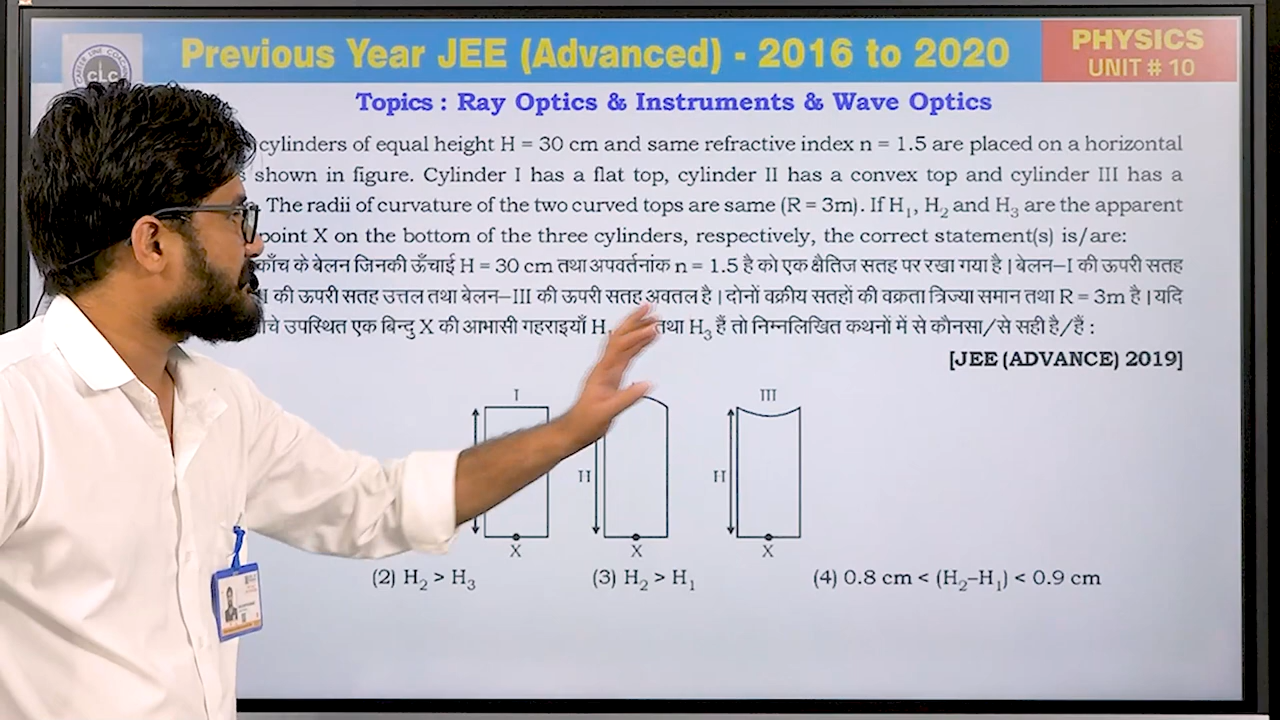 Previous Year JEE (Advanced) - 2016 to 2020
PHYSICS
UNIT # 10
CLC
Topics : Ray Optics & Instruments & Wave Optics
cylinders of equal height H = 30 cm and same refractive index n = 1.5 are placed on a horizontal
shown in figure. Cylinder I has a flat top, cylinder II has a convex top and cylinder III has a
. The radii of curvature of the two curved tops are same (R = 3m). If H₁, H₂ and H₃ are the apparent
point X on the bottom of the three cylinders, respectively, the correct statement(s) is/are:
काँच के बेलन जिनकी ऊँचाई H = 30 cm तथा अपवर्तनांक n = 1.5 है को एक क्षैतिज सतह पर रखा गया है। बेलन–I की ऊपरी सतह
I की ऊपरी सतह उत्तल तथा बेलन–III की ऊपरी सतह अवतल है। दोनों वक्रीय सतहों की वक्रता त्रिज्या समान तथा R = 3m है। यदि
उपस्थित एक बिन्दु X की आभासी गहराइयाँ H तथा H₃ हैं तो निम्नलिखित कथनों में से कौनसा/से सही है/हैं :
[JEE (ADVANCE) 2019]
I III
H H
X X X
(2) H₂ > H₃ (3) H₂ > H₁ (4) 0.8 cm < (H₂–H₁) < 0.9 cm